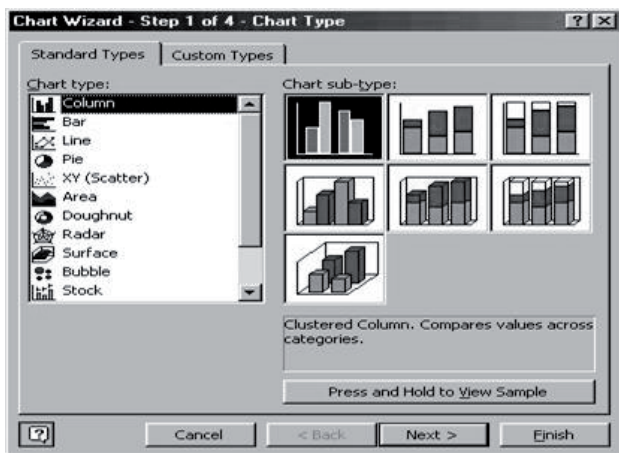 Chart Wizard - Step 1 of 4 - Chart Type
Standard Types
Custom Types
Chart type:
Column
Bar
Line
Pie
XY (Scatter)
Area
Doughnut
Radar
Surface
Bubble
Stock
Chart sub-type:
Clustered Column. Compares values across
categories.
Press and Hold to View Sample
Cancel
< Back
Next >
Finish